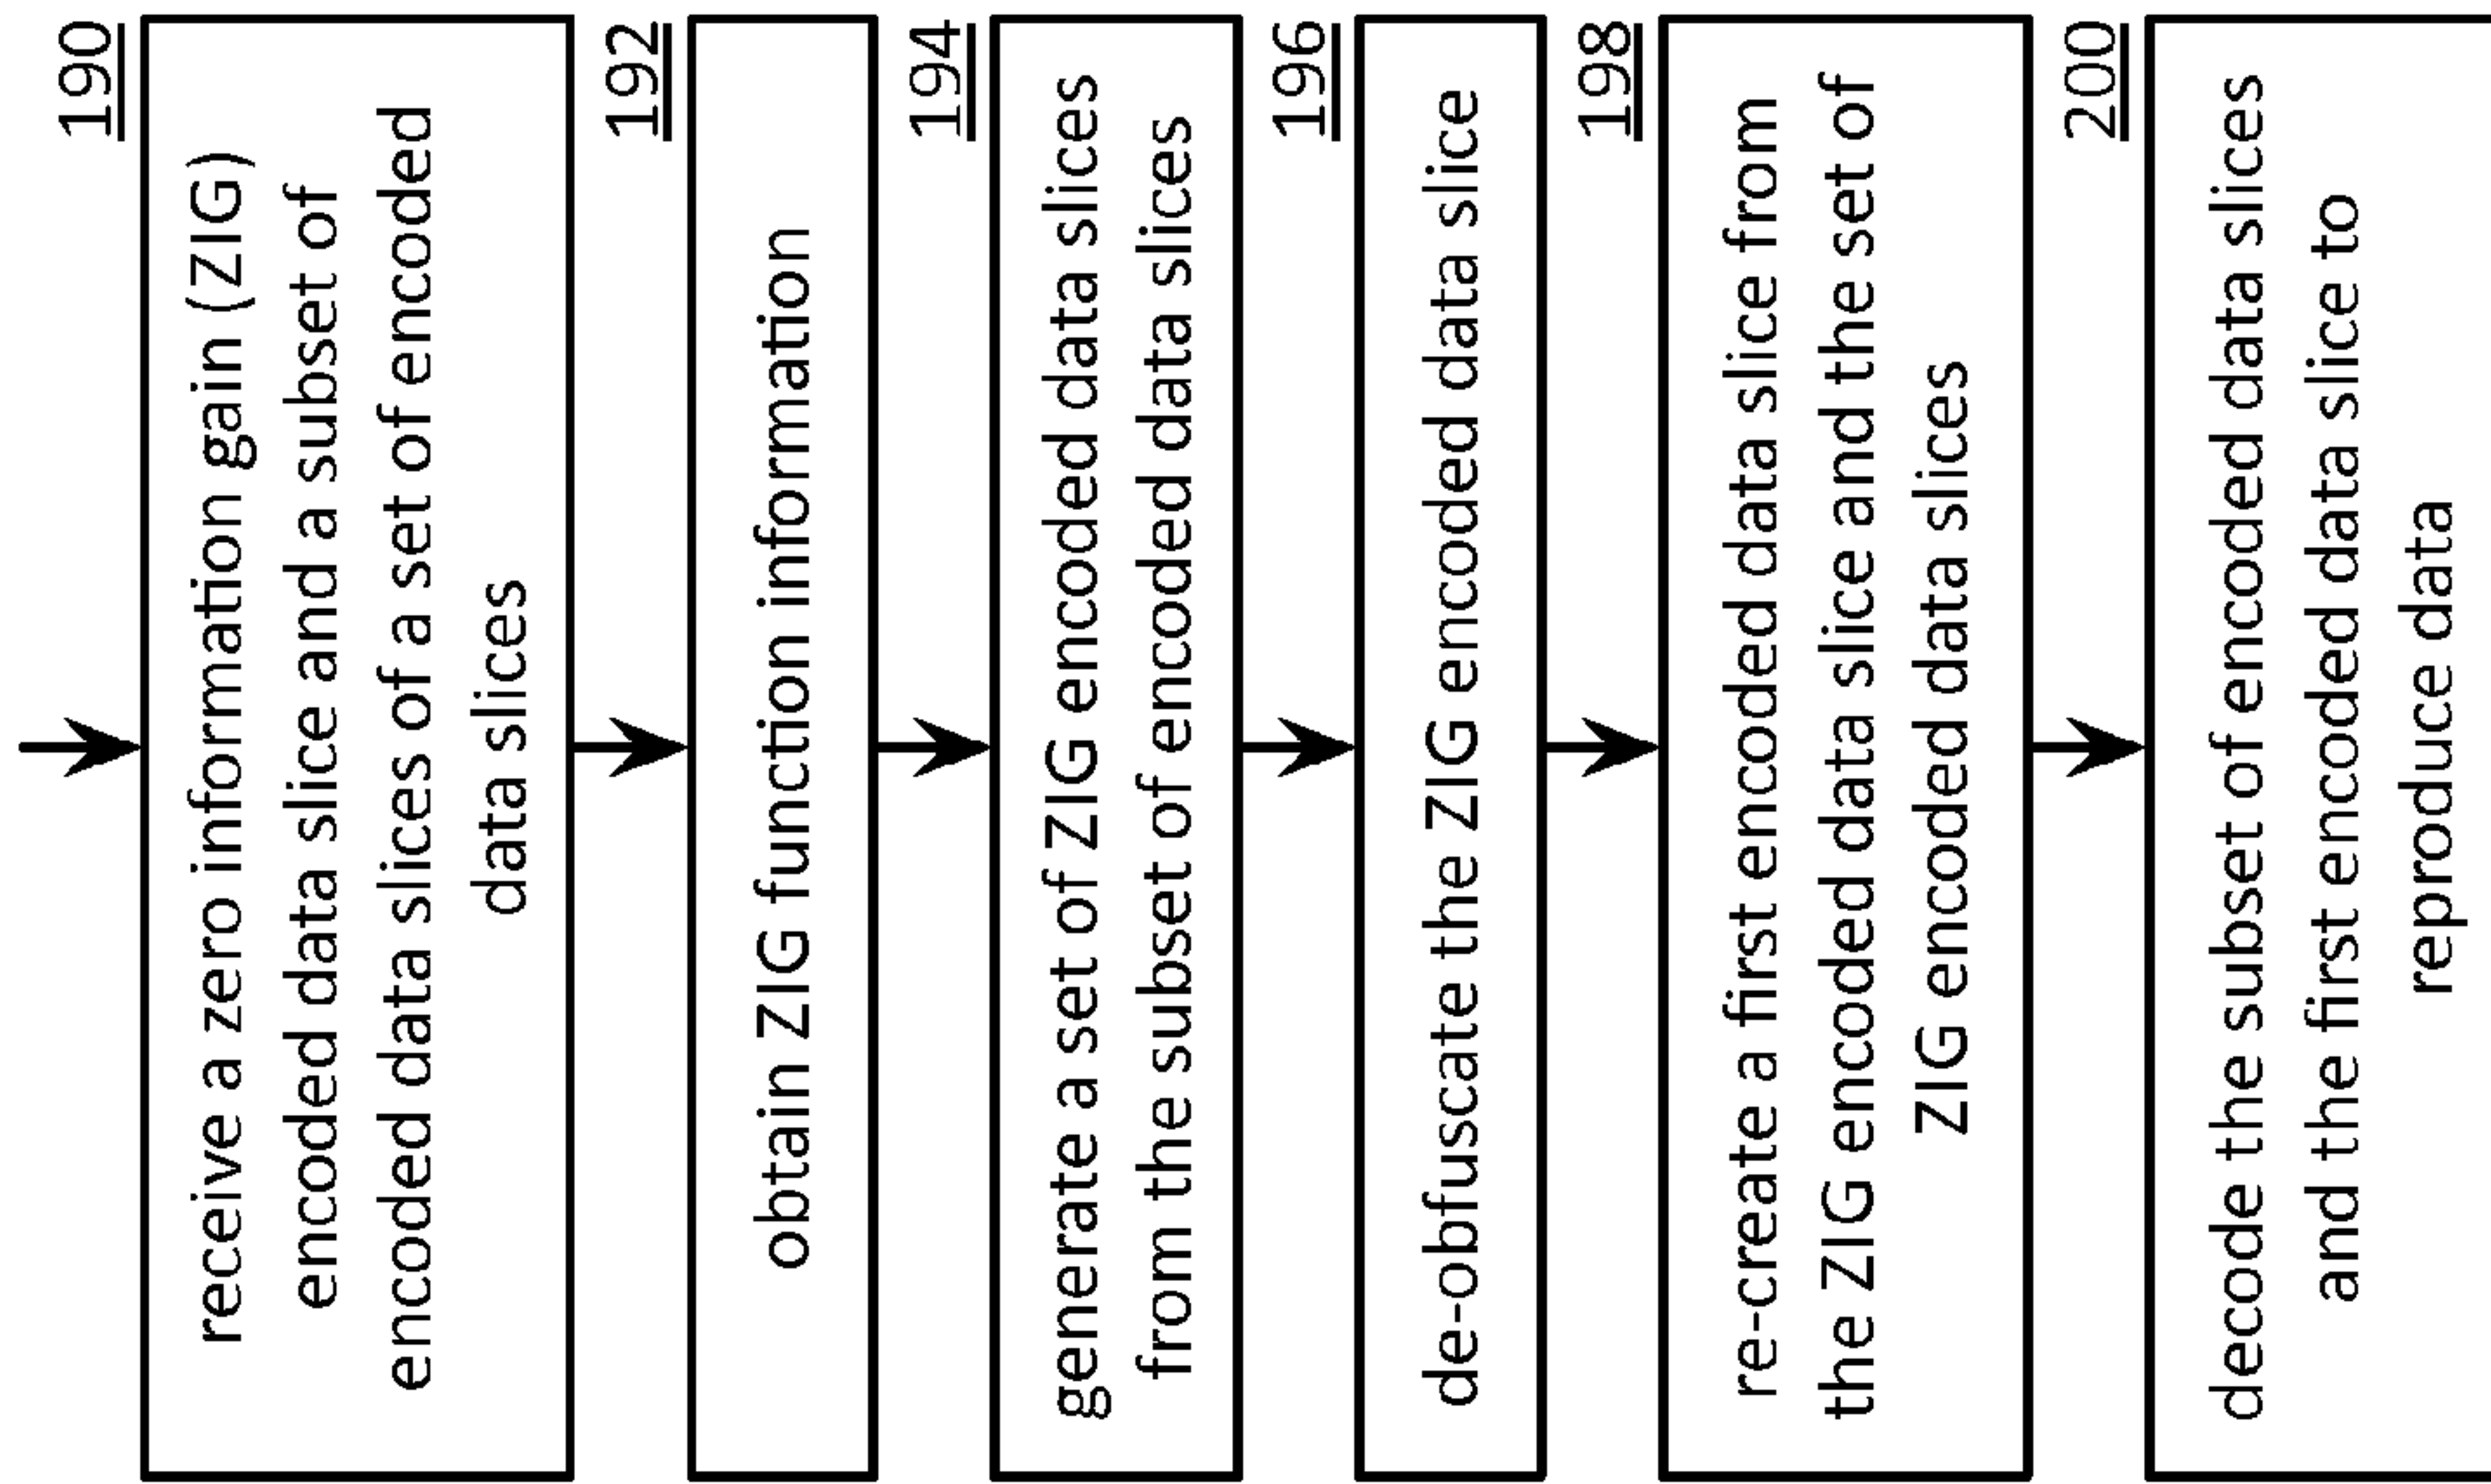 190
receive a zero information gain (ZIG)
encoded data slice and a subset of
encoded data slices of a set of encoded
data slices
192
obtain ZIG function information
194
generate a set of ZIG encoded data slices
from the subset of encoded data slices
196
de-obfuscate the ZIG encoded data slice
198
re-create a first encoded data slice from
the ZIG encoded data slice and the set of
ZIG encoded data slices
200
decode the subset of encoded data slices
and the first encoded data slice to
reproduce data